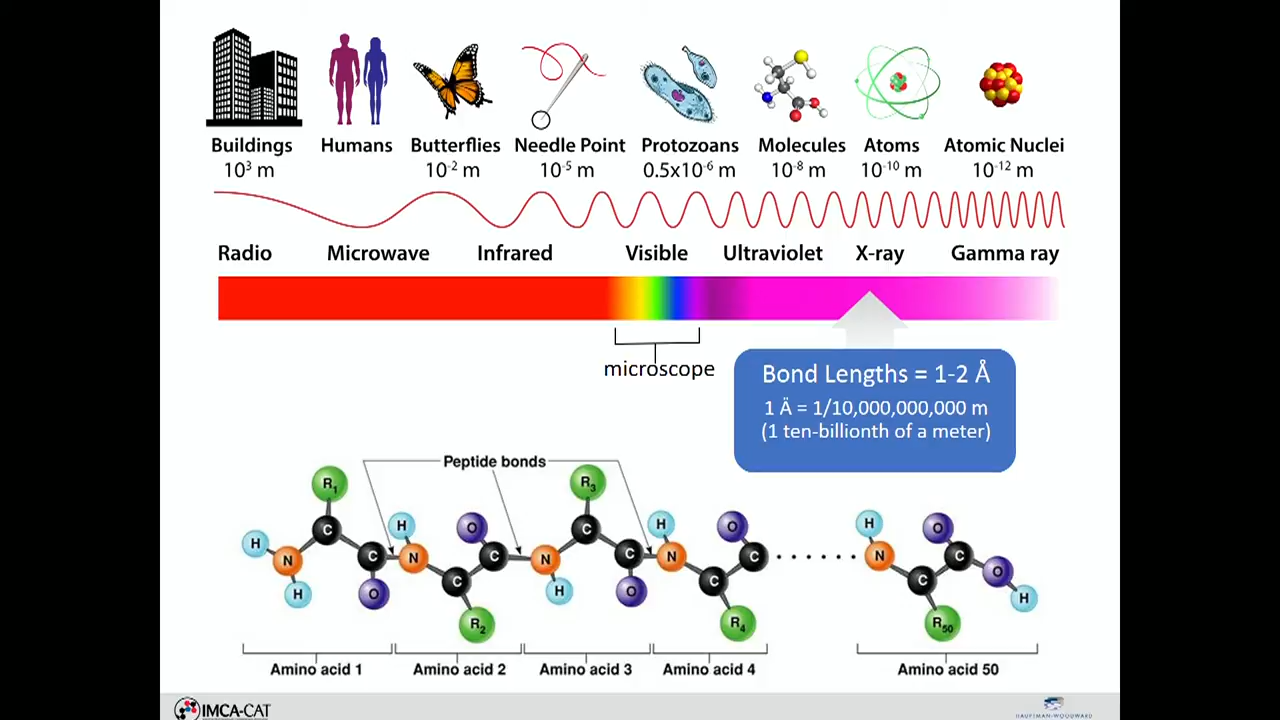 Buildings Humans Butterflies Needle Point Protozoans Molecules Atoms Atomic Nuclei
10³ m 10⁻² m 10⁻⁵ m 0.5x10⁻⁶ m 10⁻⁸ m 10⁻¹⁰ m 10⁻¹² m
Radio Microwave Infrared Visible Ultraviolet X-ray Gamma ray
microscope
Bond Lengths = 1-2 Å
1 Ä = 1/10,000,000,000 m
(1 ten-billionth of a meter)
Peptide bonds
R₁ R₃
H H O H O H O
H N C C N C C N C C N C C N C C O H
H O H O
R₂ R₄ R₅₀
Amino acid 1 Amino acid 2 Amino acid 3 Amino acid 4 Amino acid 50
IMCA-CAT HAUPTMAN-WOODWARD